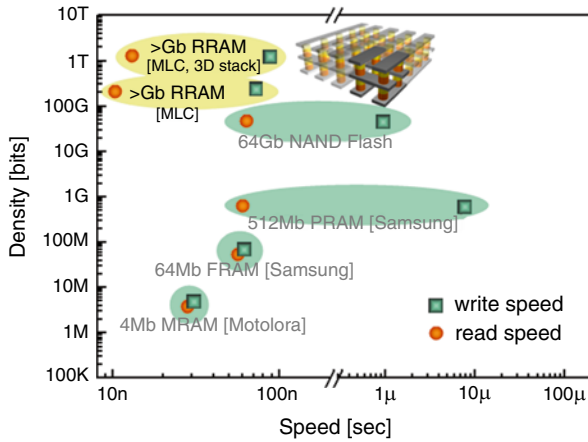 10T
1T
100G
10G
1G
100M
10M
1M
100K
Density [bits]
>Gb RRAM
[MLC, 3D stack]
>Gb RRAM
[MLC]
64Gb NAND Flash
512Mb PRAM [Samsung]
64Mb FRAM [Samsung]
4Mb MRAM [Motolora]
write speed
read speed
10n 100n 1μ 10μ 100μ
Speed [sec]